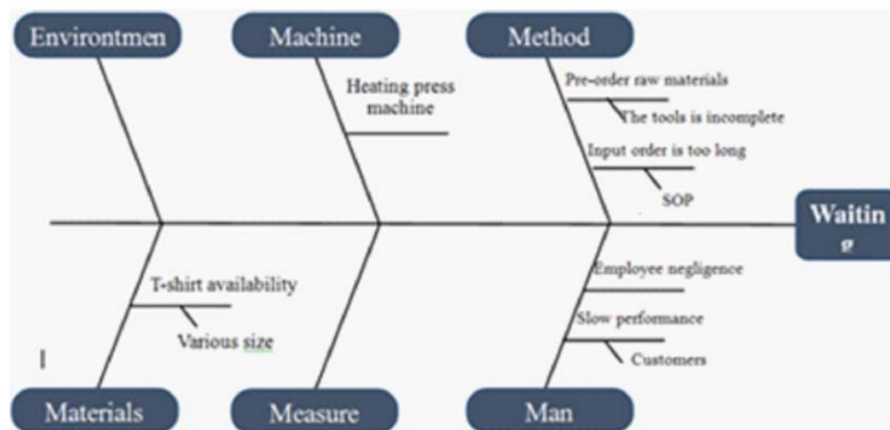 Environtmen
Machine
Method
Heating press
machine
Pre-order raw materials
The tools is incomplete
Input order is too long
SOP
Waitin
g
T-shirt availability
Various size
Employee negligence
Slow performance
Customers
Materials
Measure
Man